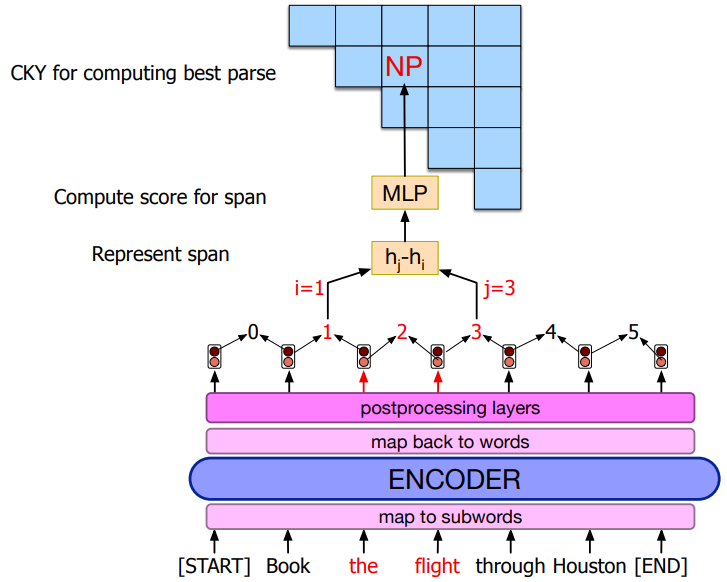 CKY for computing best parse
NP
Compute score for span
MLP
Represent span
hj-hi
i=1
j=3
0 1 2 3 4 5
postprocessing layers
map back to words
ENCODER
map to subwords
[START] Book the flight through Houston [END]